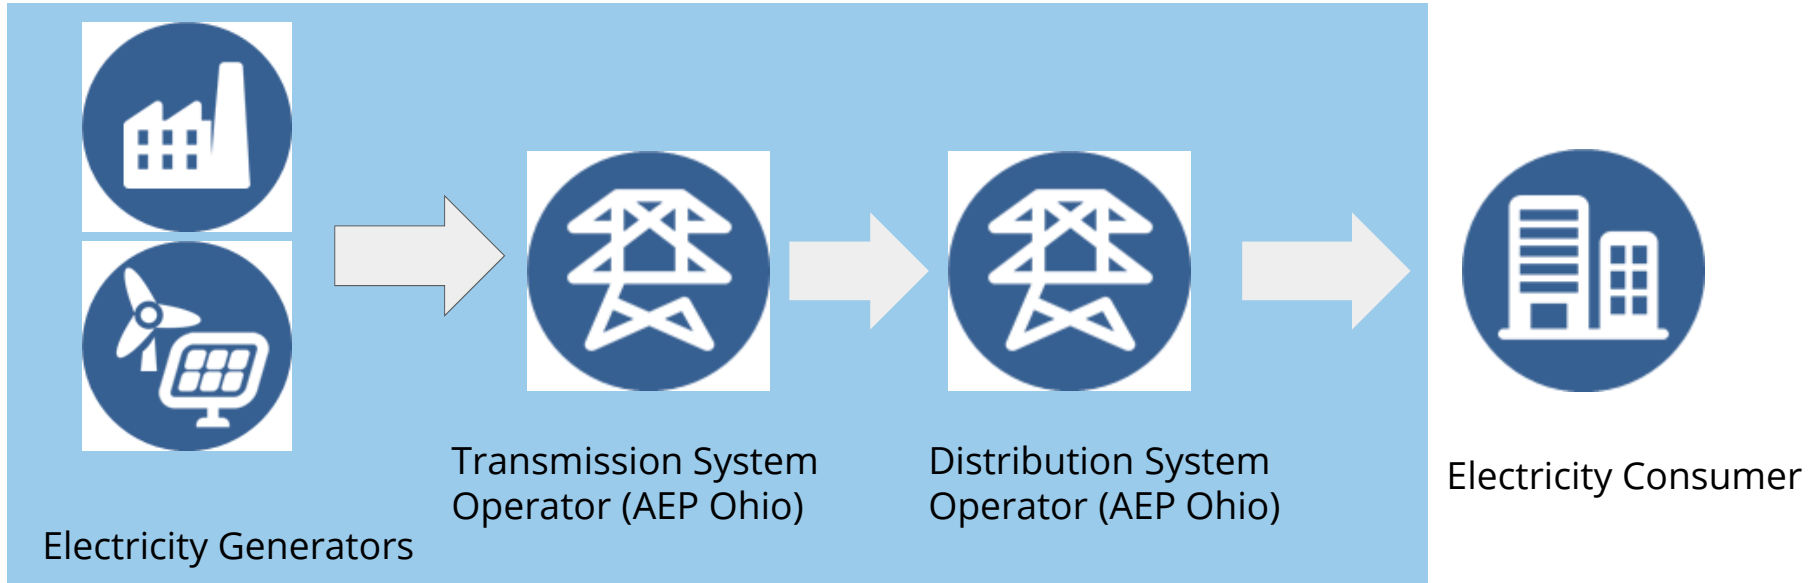 Electricity Generators
Transmission System
Operator (AEP Ohio)
Distribution System
Operator (AEP Ohio)
Electricity Consumer